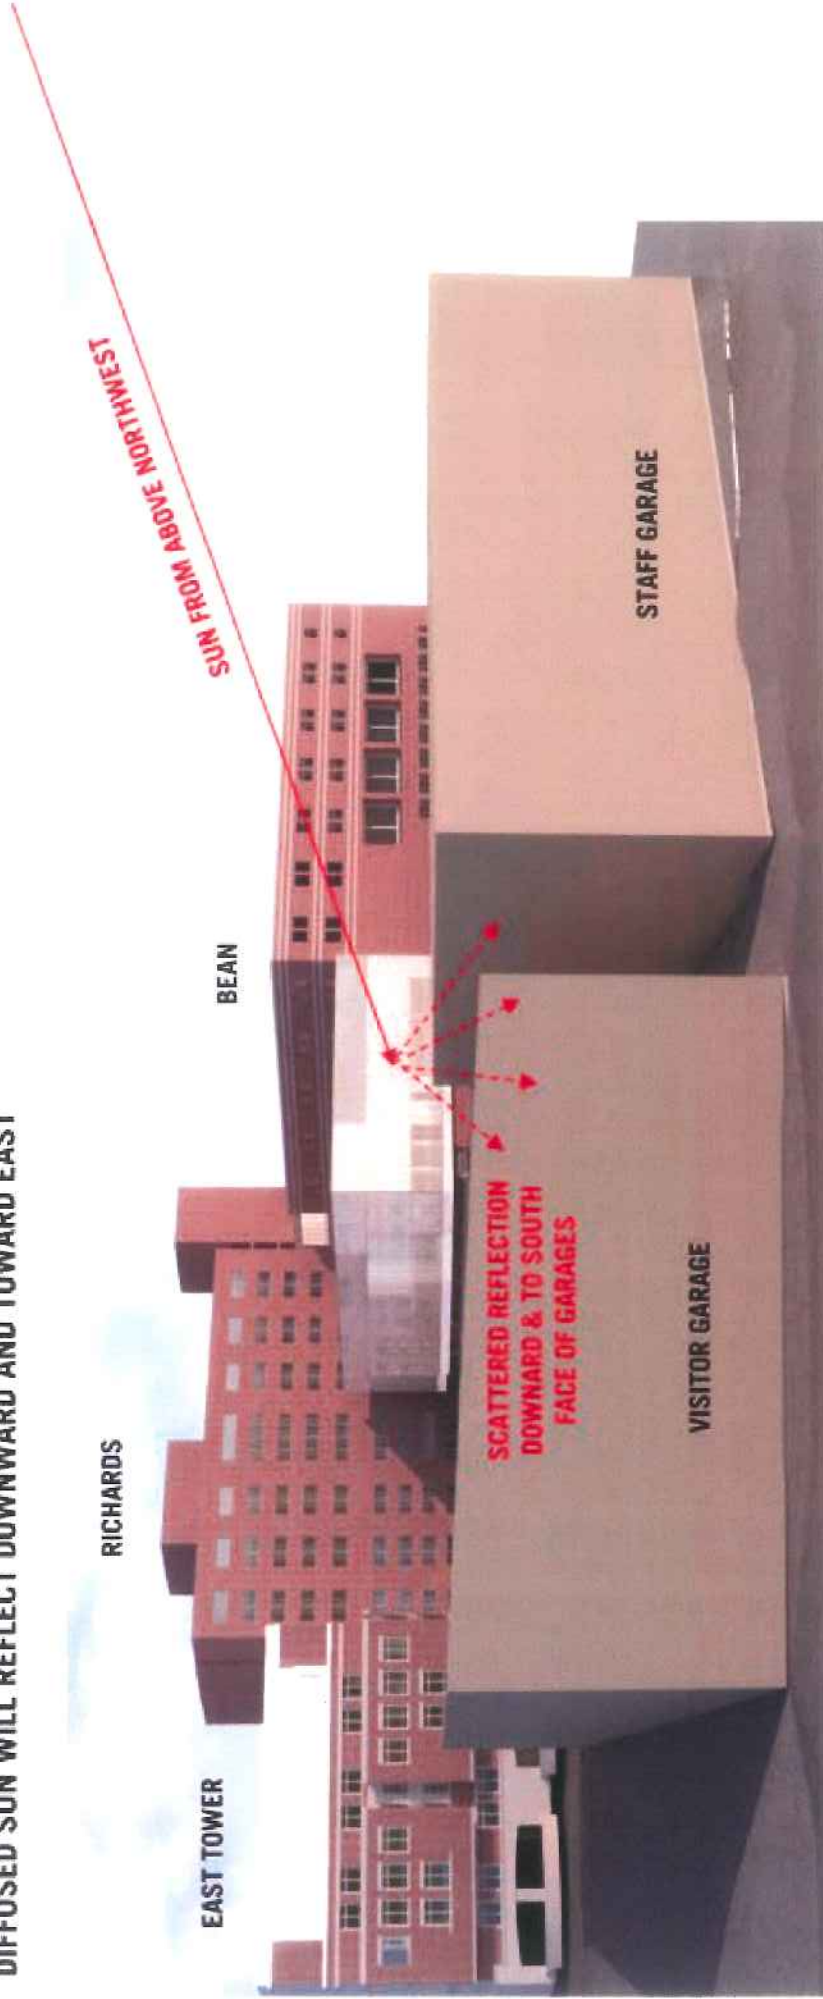 DIFFUSED SUN WILL REFLECT DOWNWARD AND TOWARD EAST
SUN FROM ABOVE NORTHWEST
EAST TOWER
RICHARDS
BEAN
SCATTERED REFLECTION
DOWNWARD & TO SOUTH
FACE OF GARAGES
VISITOR GARAGE
STAFF GARAGE